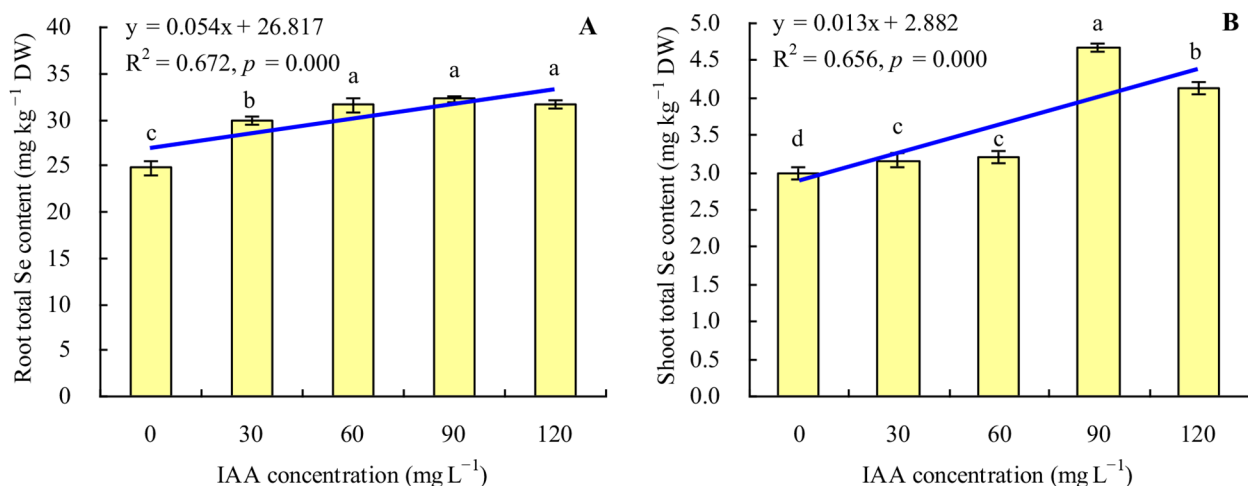 y = 0.054x + 26.817
R² = 0.672, p = 0.000
A
Root total Se content (mg kg⁻¹ DW)
40
35
30
25
20
15
10
5
0
c
b
a
a
a
0 30 60 90 120
IAA concentration (mg L⁻¹)
y = 0.013x + 2.882
R² = 0.656, p = 0.000
B
Shoot total Se content (mg kg⁻¹ DW)
5.0
4.5
4.0
3.5
3.0
2.5
2.0
1.5
1.0
0.5
0.0
d
c
c
a
b
0 30 60 90 120
IAA concentration (mg L⁻¹)